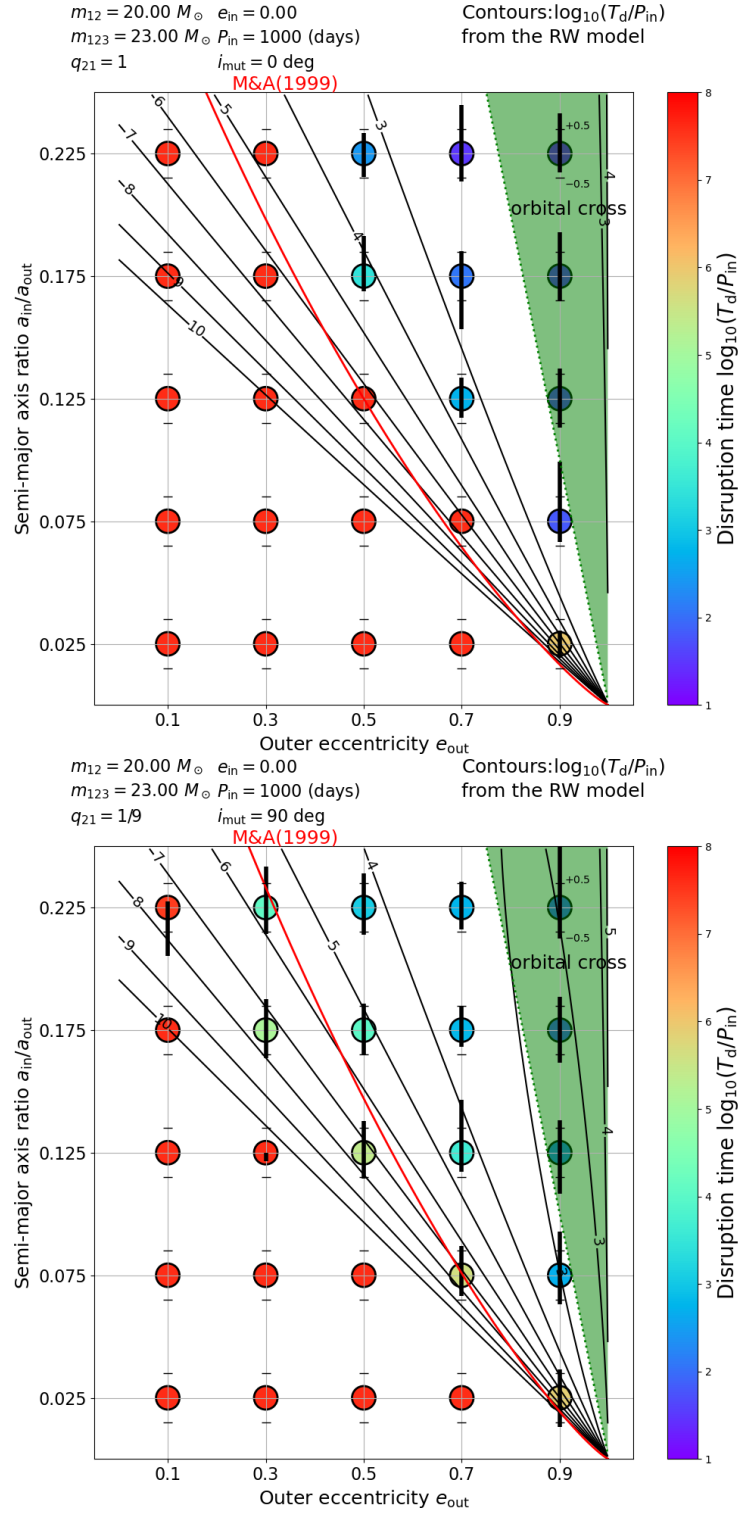 m₁₂ = 20.00 M☉ e_in = 0.00 Contours:log₁₀(T_d/P_in)
m₁₂₃ = 23.00 M☉ P_in = 1000 (days) from the RW model
q₂₁ = 1 i_mut = 0 deg
M&A(1999)
-6
-5
3
-7
+0.5
4
-0.5
-8
orbital cross
3
4
9
10
0.225
0.175
0.125
0.075
0.025
Semi-major axis ratio a_in/a_out
0.1 0.3 0.5 0.7 0.9
Outer eccentricity e_out
8
7
6
5
4
3
2
1
Disruption time log₁₀(T_d/P_in)
m₁₂ = 20.00 M☉ e_in = 0.00 Contours:log₁₀(T_d/P_in)
m₁₂₃ = 23.00 M☉ P_in = 1000 (days) from the RW model
q₂₁ = 1/9 i_mut = 90 deg
M&A(1999)
-7
6
4
+0.5
-8
5
5
-0.5
-9
orbital cross
-10
4
3
0.225
0.175
0.125
0.075
0.025
Semi-major axis ratio a_in/a_out
0.1 0.3 0.5 0.7 0.9
Outer eccentricity e_out
8
7
6
5
4
3
2
1
Disruption time log₁₀(T_d/P_in)